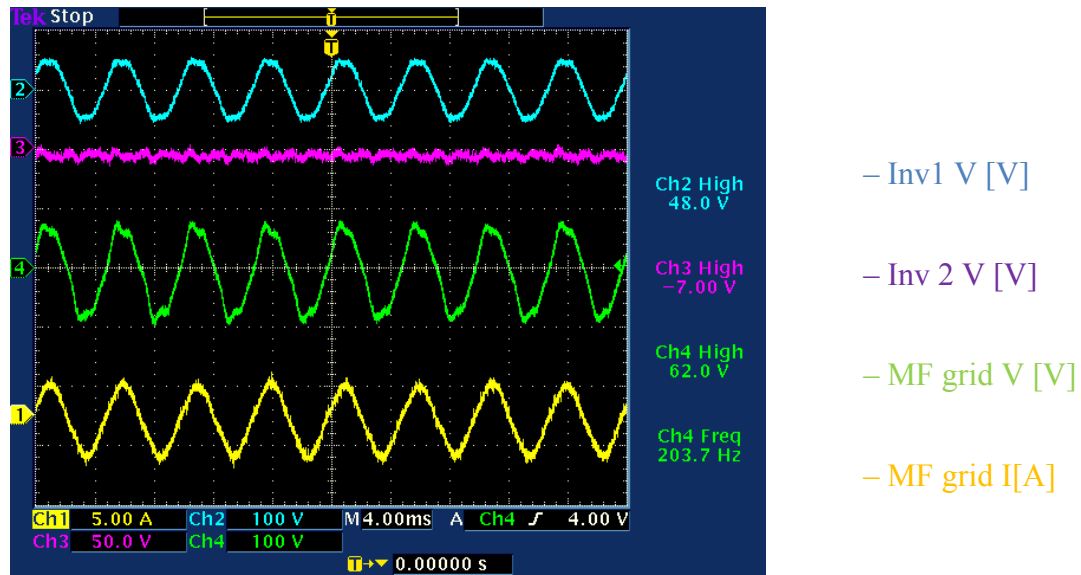 Tek Stop
T
T
2
3
4
1
Ch2 High
48.0 V
Ch3 High
−7.00 V
Ch4 High
62.0 V
Ch4 Freq
203.7 Hz
Ch1 5.00 A Ch2 100 V M 4.00ms A Ch4 ƒ 4.00 V
Ch3 50.0 V Ch4 100 V
T→▼ 0.00000 s
– Inv1 V [V]
– Inv 2 V [V]
– MF grid V [V]
– MF grid I[A]